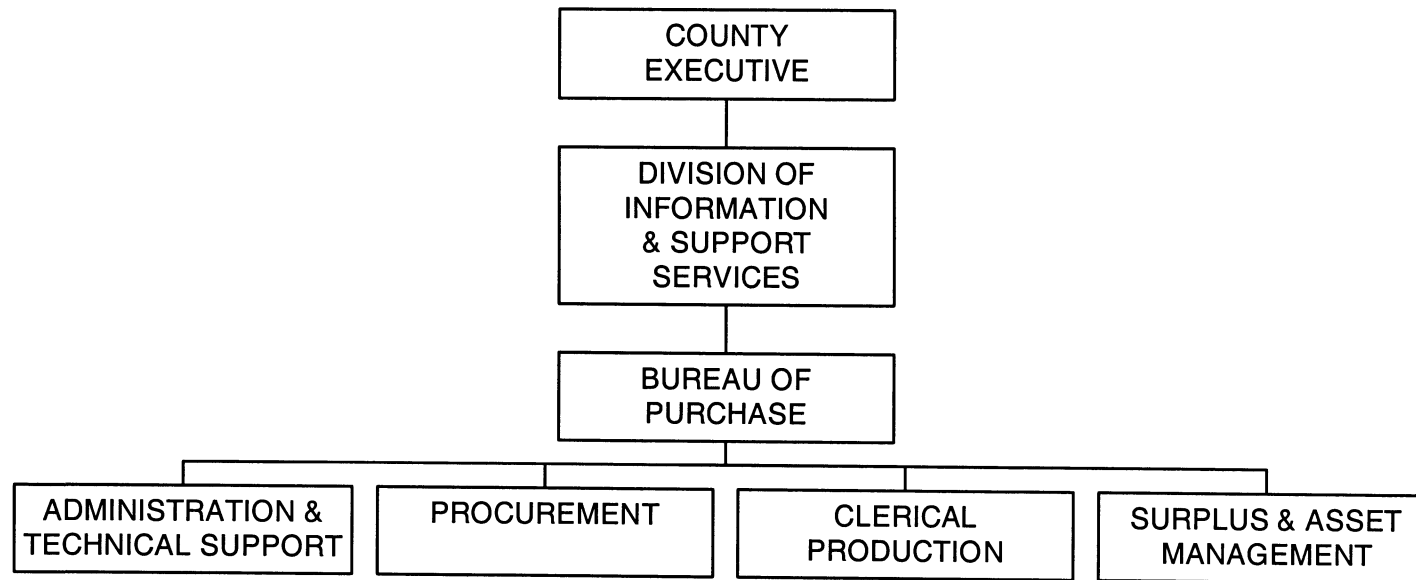 COUNTY
EXECUTIVE
DIVISION OF
INFORMATION
& SUPPORT
SERVICES
BUREAU OF
PURCHASE
ADMINISTRATION &
TECHNICAL SUPPORT
PROCUREMENT
CLERICAL
PRODUCTION
SURPLUS & ASSET
MANAGEMENT